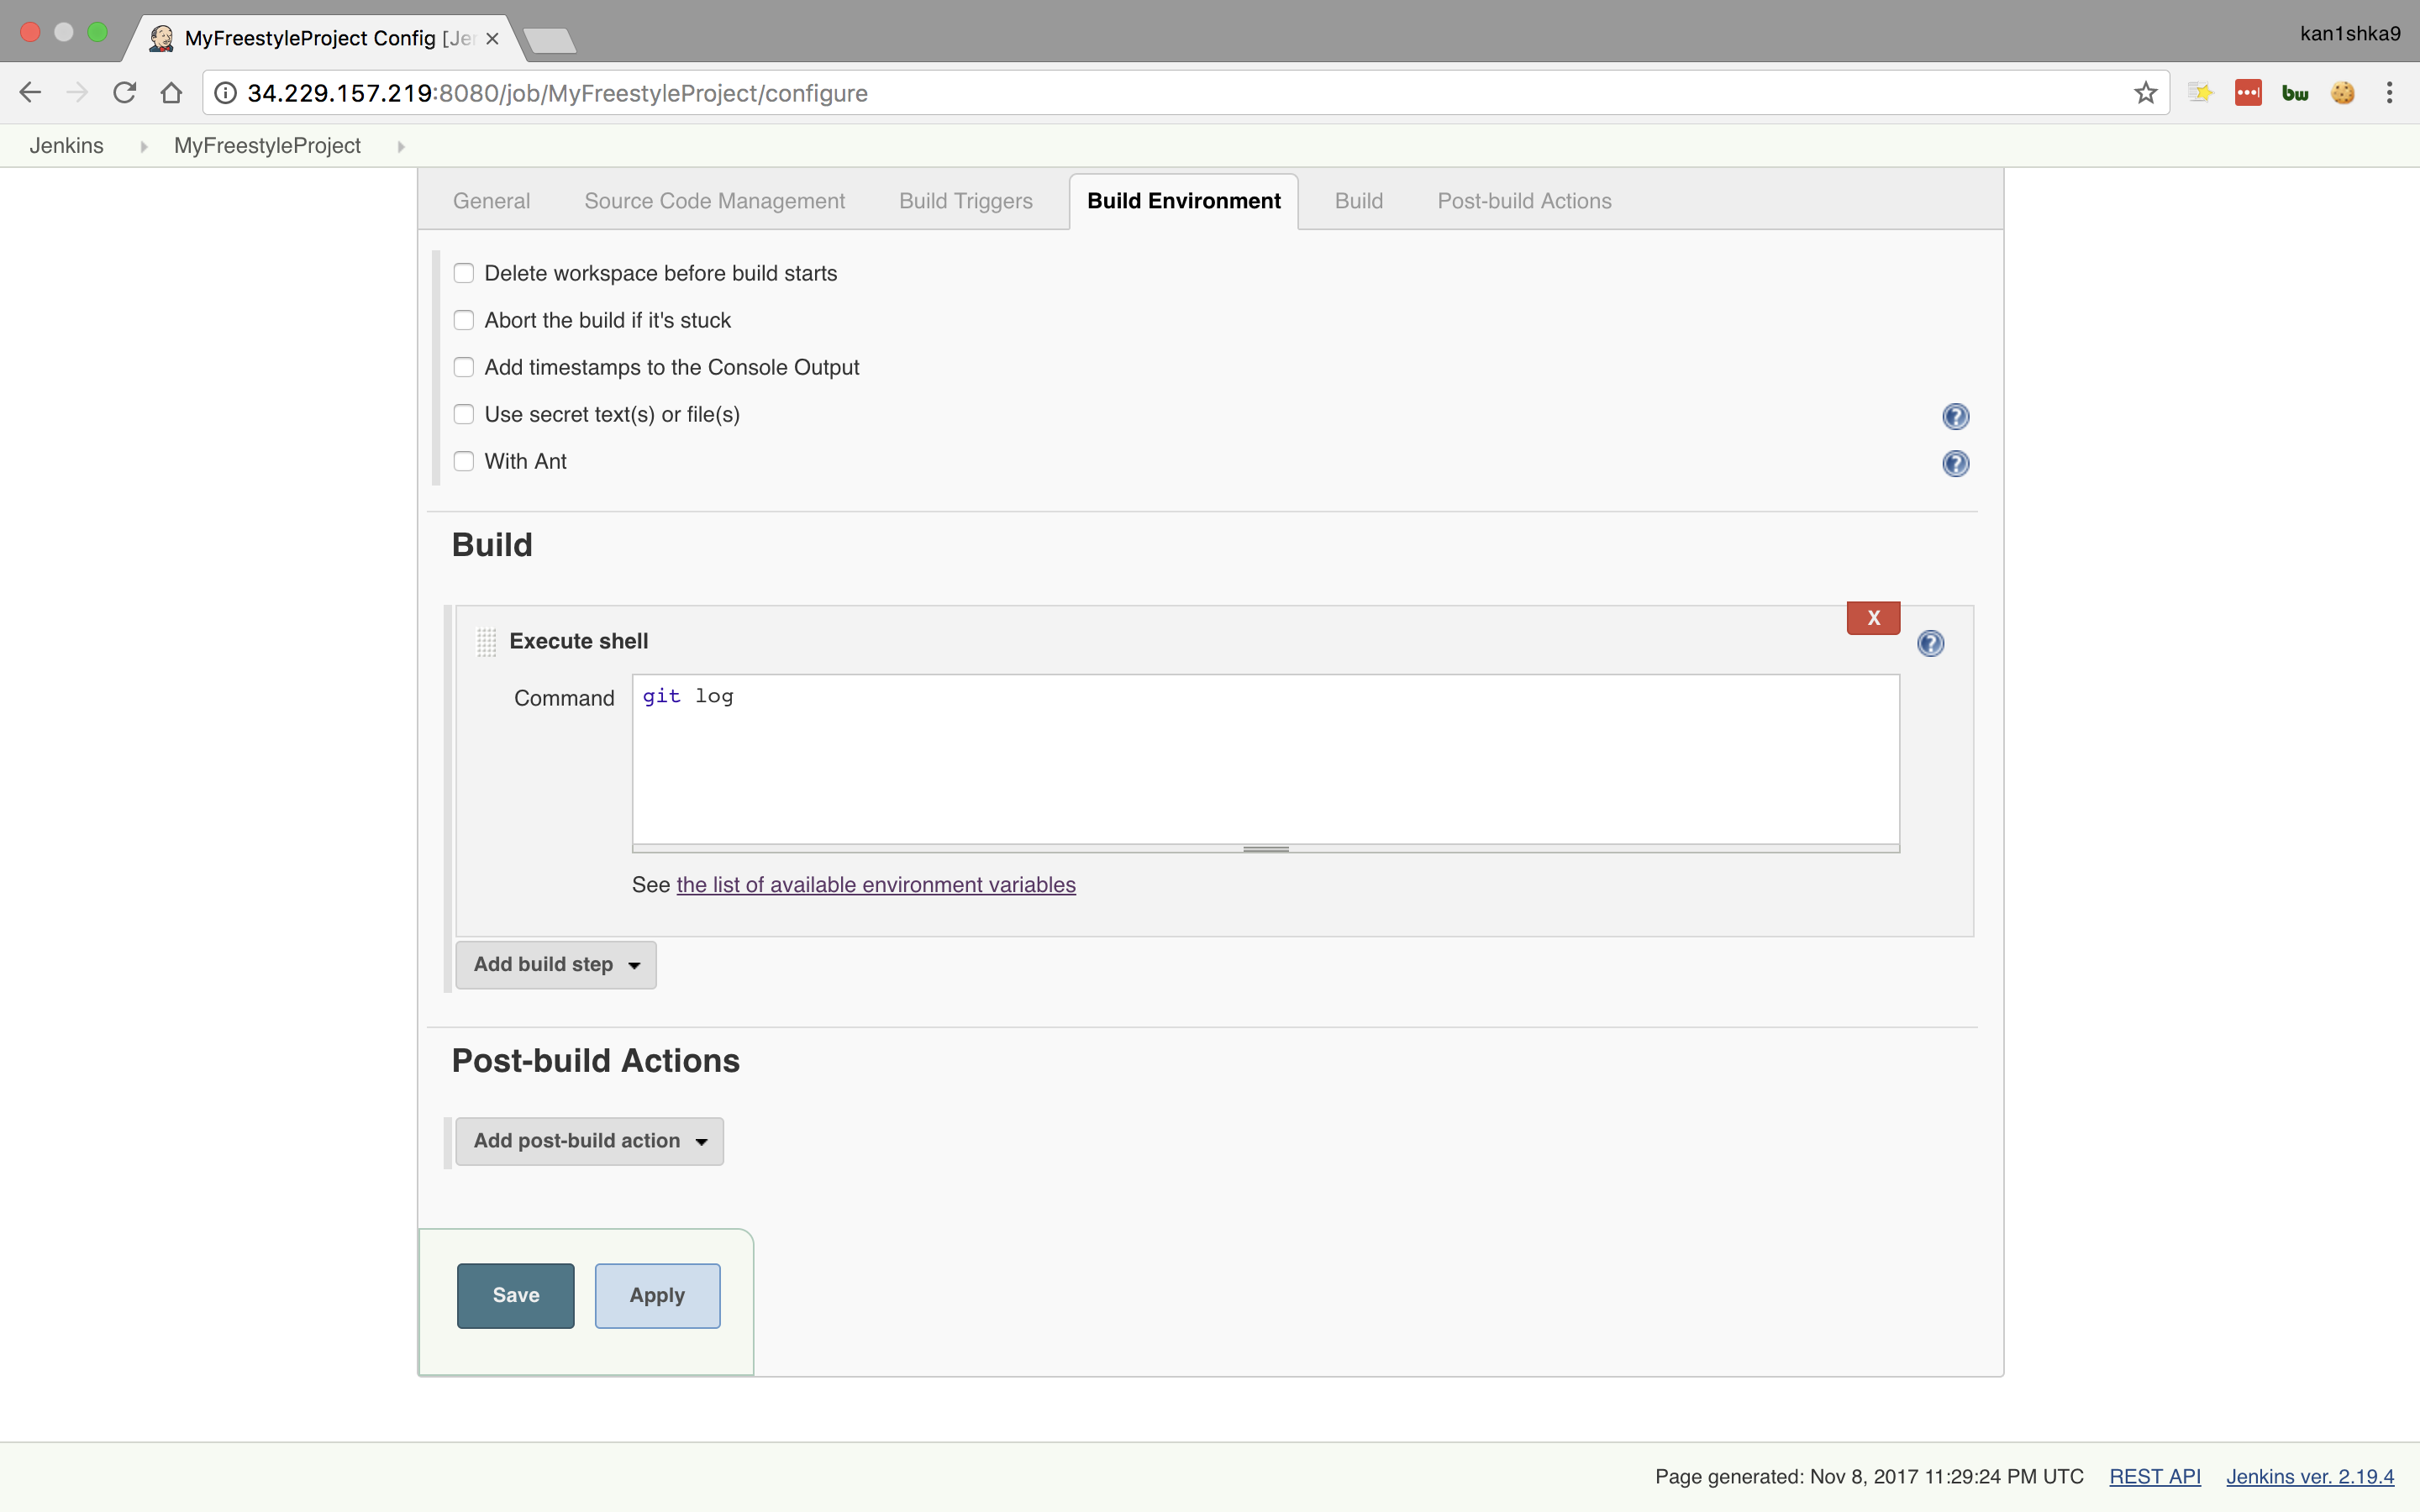 MyFreestyleProject Config [Je
kan1shka9
34.229.157.219:8080/job/MyFreestyleProject/configure
bw
Jenkins MyFreestyleProject
General Source Code Management Build Triggers Build Environment Build Post-build Actions
Delete workspace before build starts
Abort the build if it's stuck
Add timestamps to the Console Output
Use secret text(s) or file(s)
With Ant
Build
X
Execute shell
Command git log
See the list of available environment variables
Add build step
Post-build Actions
Add post-build action
Save Apply
Page generated: Nov 8, 2017 11:29:24 PM UTC REST API Jenkins ver. 2.19.4